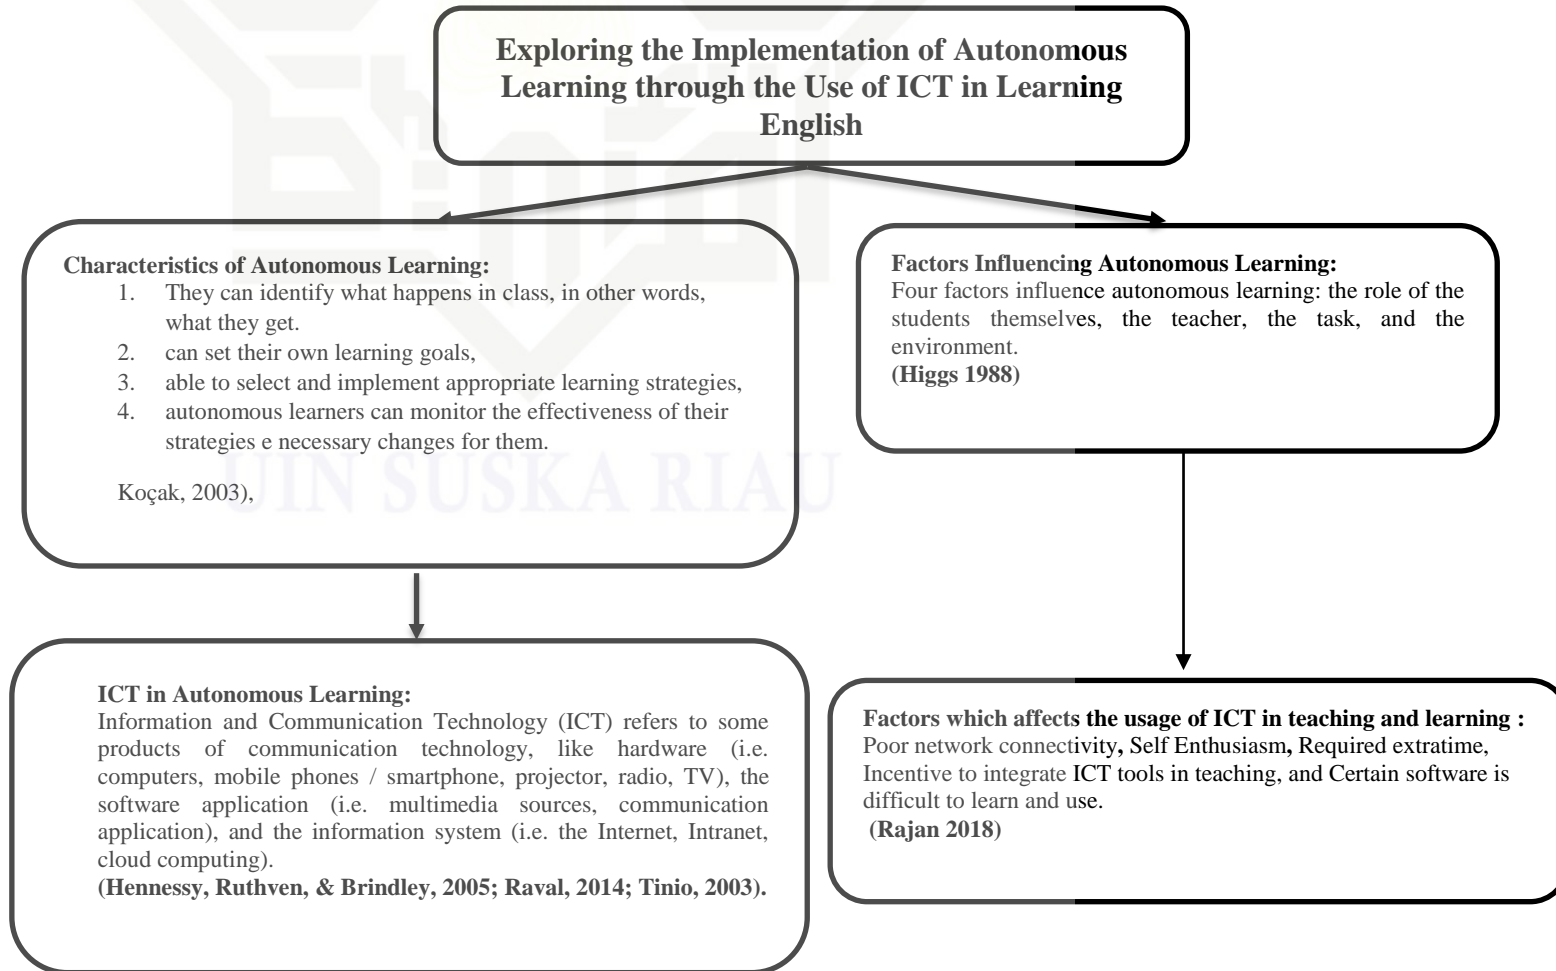 Exploring the Implementation of Autonomous
Learning through the Use of ICT in Learning
English
Characteristics of Autonomous Learning:
1. They can identify what happens in class, in other words,
what they get.
2. can set their own learning goals,
3. able to select and implement appropriate learning strategies,
4. autonomous learners can monitor the effectiveness of their
strategies e necessary changes for them.
Koçak, 2003),
UIN SUSKA RIAU
Factors Influencing Autonomous Learning:
Four factors influence autonomous learning: the role of the
students themselves, the teacher, the task, and the
environment.
(Higgs 1988)
ICT in Autonomous Learning:
Information and Communication Technology (ICT) refers to some
products of communication technology, like hardware (i.e.
computers, mobile phones / smartphone, projector, radio, TV), the
software application (i.e. multimedia sources, communication
application), and the information system (i.e. the Internet, Intranet,
cloud computing).
(Hennessy, Ruthven, & Brindley, 2005; Raval, 2014; Tinio, 2003).
Factors which affects the usage of ICT in teaching and learning :
Poor network connectivity, Self Enthusiasm, Required extratime,
Incentive to integrate ICT tools in teaching, and Certain software is
difficult to learn and use.
(Rajan 2018)